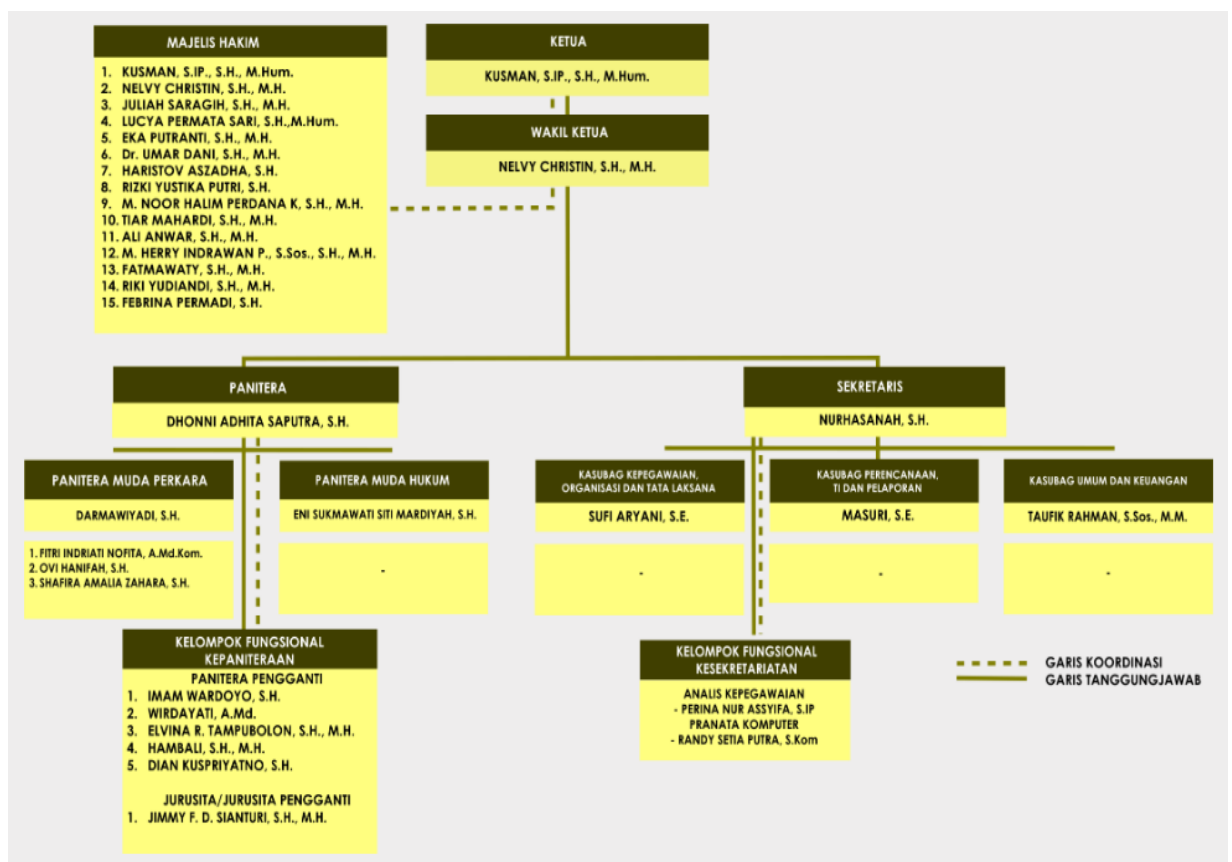 MAJELIS HAKIM
1. KUSMAN, S.IP., S.H., M.Hum.
2. NELVY CHRISTIN, S.H., M.H.
3. JULIAH SARAGIH, S.H., M.H.
4. LUCYA PERMATA SARI, S.H.,M.Hum.
5. EKA PUTRANTI, S.H., M.H.
6. Dr. UMAR DANI, S.H., M.H.
7. HARISTOV ASZADHA, S.H.
8. RIZKI YUSTIKA PUTRI, S.H.
9. M. NOOR HALIM PERDANA K, S.H., M.H.
10. TIAR MAHARDI, S.H., M.H.
11. ALI ANWAR, S.H., M.H.
12. M. HERRY INDRAWAN P., S.Sos., S.H., M.H.
13. FATMAWATY, S.H., M.H.
14. RIKI YUDIANDI, S.H., M.H.
15. FEBRINA PERMADI, S.H.
KETUA
KUSMAN, S.IP., S.H., M.Hum.
WAKIL KETUA
NELVY CHRISTIN, S.H., M.H.
PANITERA
DHONNI ADHITA SAPUTRA, S.H.
SEKRETARIS
NURHASANAH, S.H.
PANITERA MUDA PERKARA
DARMAWIYADI, S.H.
1. FITRI INDRIATI NOFITA, A.Md.Kom.
2. OVI HANIFAH, S.H.
3. SHAFIRA AMALIA ZAHARA, S.H.
PANITERA MUDA HUKUM
ENI SUKMAWATI SITI MARDIYAH, S.H.
-
KASUBAG KEPEGAWAIAN,
ORGANISASI DAN TATA LAKSANA
SUFI ARYANI, S.E.
-
KASUBAG PERENCANAAN,
TI DAN PELAPORAN
MASURI, S.E.
-
KASUBAG UMUM DAN KEUANGAN
TAUFIK RAHMAN, S.Sos., M.M.
-
KELOMPOK FUNGSIONAL
KEPANITERAAN
PANITERA PENGGANTI
1. IMAM WARDOYO, S.H.
2. WIRDAYATI, A.Md.
3. ELVINA R. TAMPUBOLON, S.H., M.H.
4. HAMBALI, S.H., M.H.
5. DIAN KUSPRIYATNO, S.H.
JURUSITA/JURUSITA PENGGANTI
1. JIMMY F. D. SIANTURI, S.H., M.H.
KELOMPOK FUNGSIONAL
KESEKRETARIATAN
ANALIS KEPEGAWAIAN
- PERINA NUR ASSYIFA, S.IP
PRANATA KOMPUTER
- RANDY SETIA PUTRA, S.Kom
GARIS KOORDINASI
GARIS TANGGUNGJAWAB